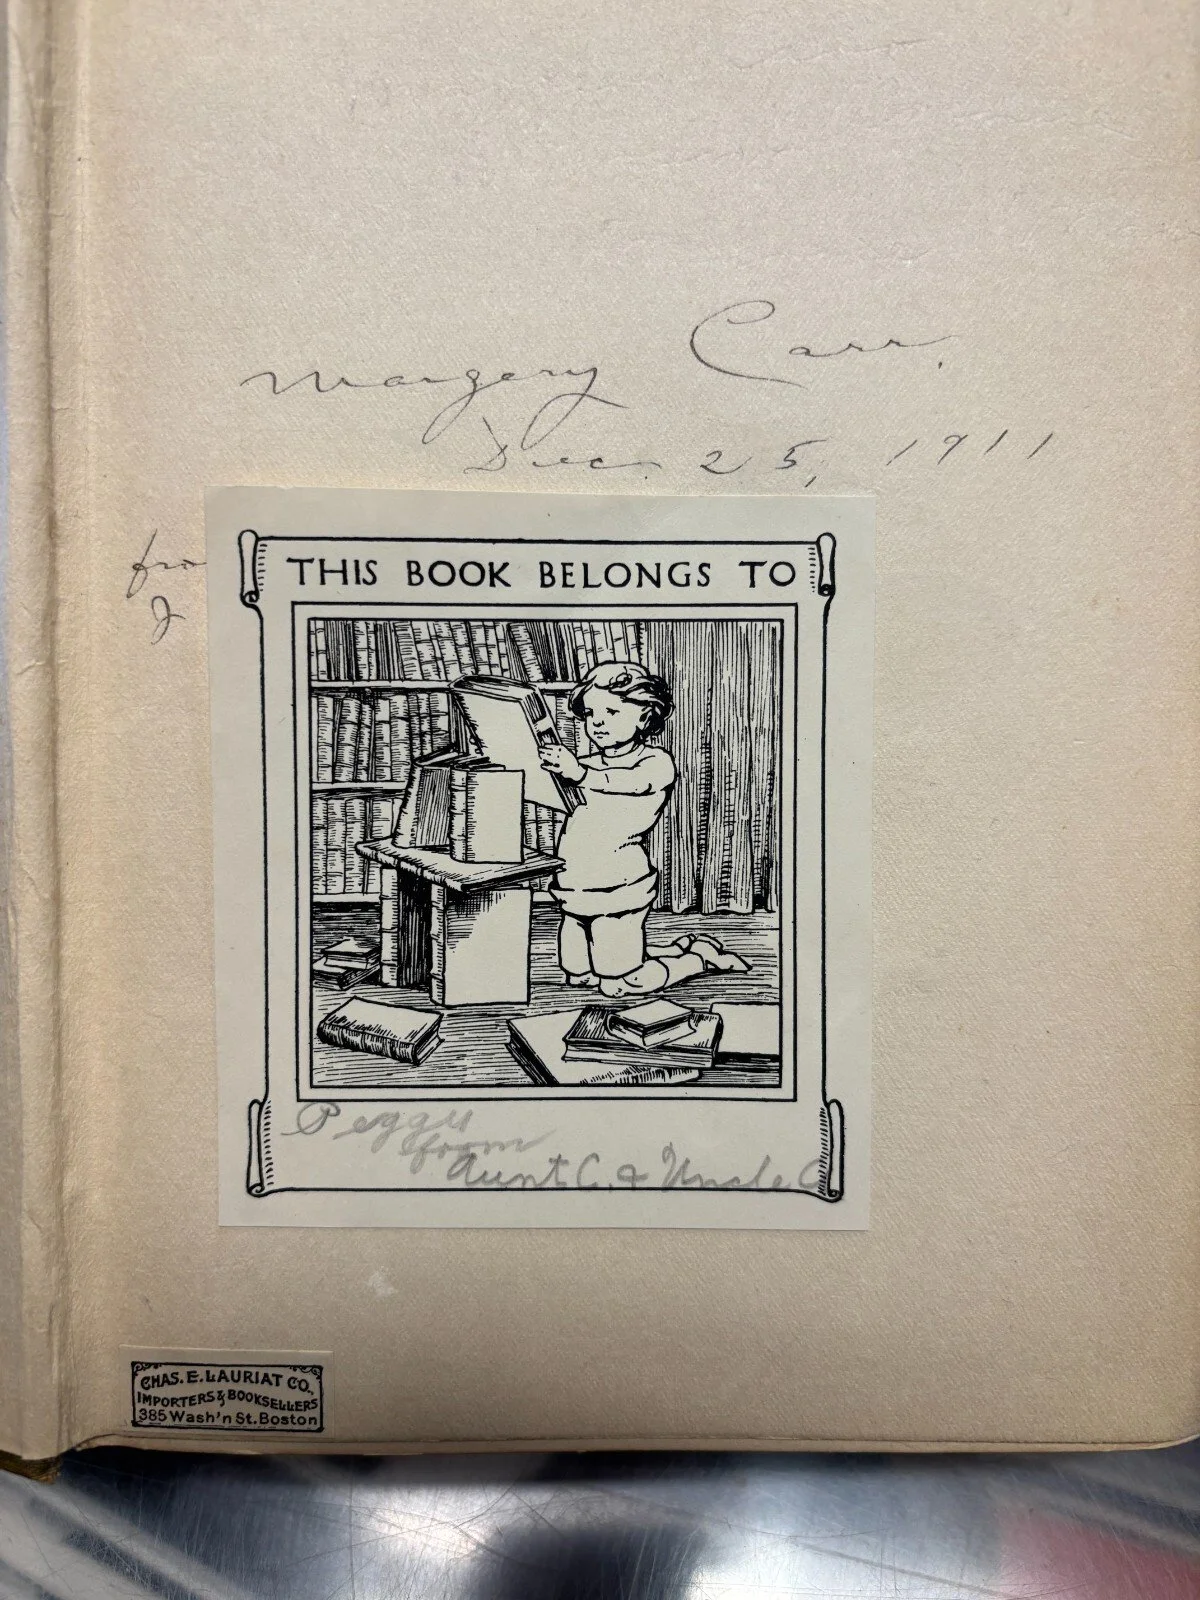 Margery Carr.
Dec. 25, 1911
fro
J
THIS BOOK BELONGS TO
Peggy
from
Aunt C. & Uncle C
CHAS. E. LAURIAT CO.,
IMPORTERS & BOOKSELLERS
385 Wash'n St. Boston